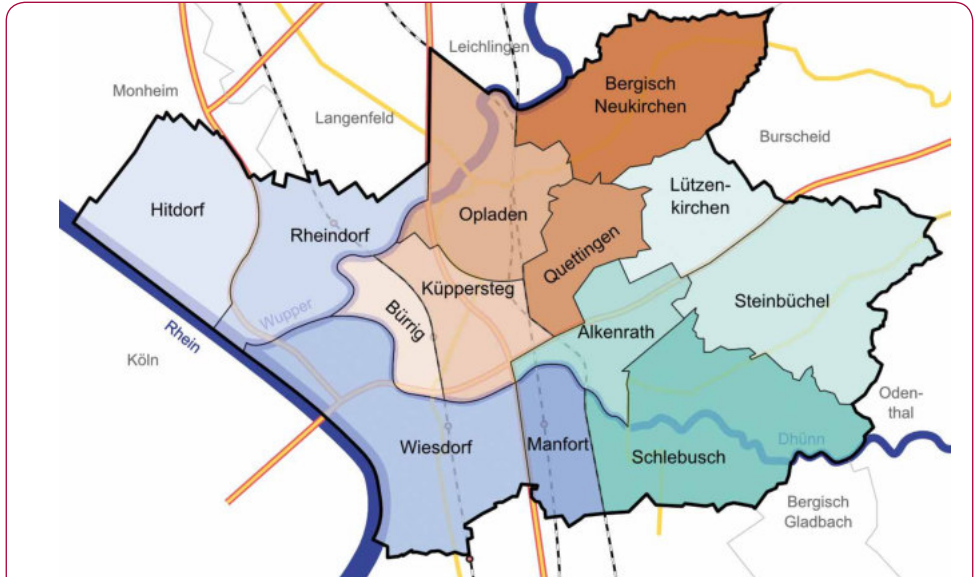 Leichlingen
Monheim
Langenfeld
Bergisch
Neukirchen
Burscheid
Hitdorf
Rheindorf
Opladen
Lützen-
kirchen
Quettingen
Küppersteg
Bürrig
Wupper
Rhein
Köln
Alkenrath
Steinbüchel
Wiesdorf
Manfort
Schlebusch
Dhünn
Oden-
thal
Bergisch
Gladbach